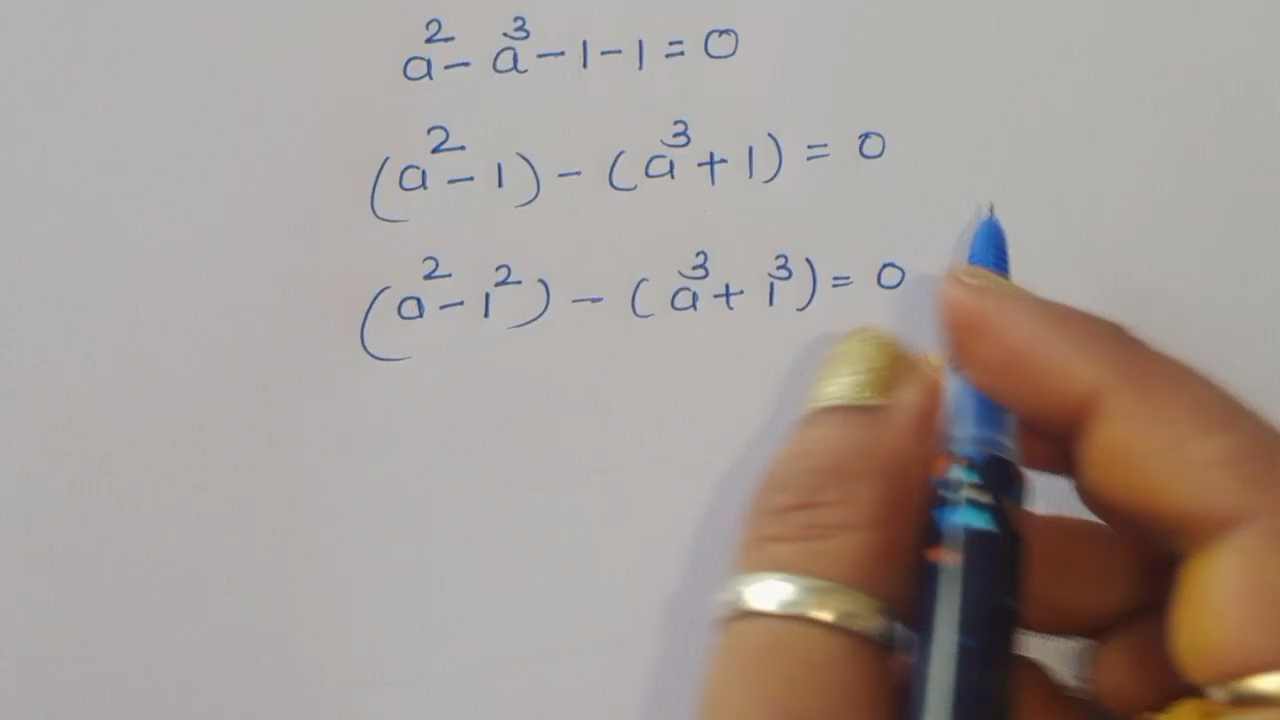 a² - a³ - 1 - 1 = 0
(a² - 1) - (a³ + 1) = 0
(a² - 1²) - (a³ + 1³) = 0